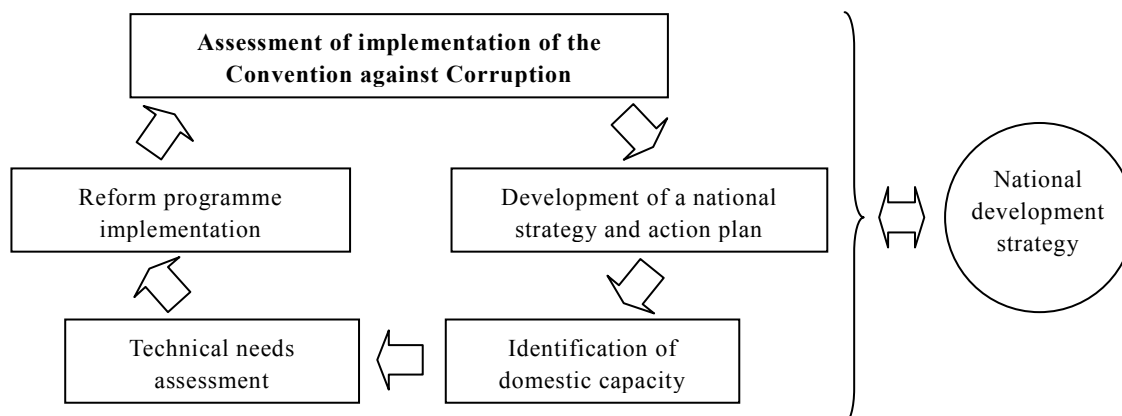 Assessment of implementation of the
Convention against Corruption
Reform programme
implementation
Development of a national
strategy and action plan
National
development
strategy
Technical needs
assessment
Identification of
domestic capacity